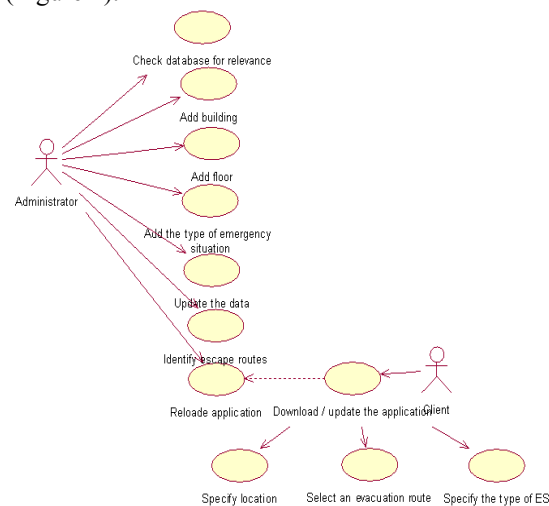 Check database for relevance
Add building
Add floor
Administrator
Add the type of emergency
situation
Update the data
Identify escape routes
Reloade application
Download / update the application
Client
Specify location
Select an evacuation route
Specify the type of ES